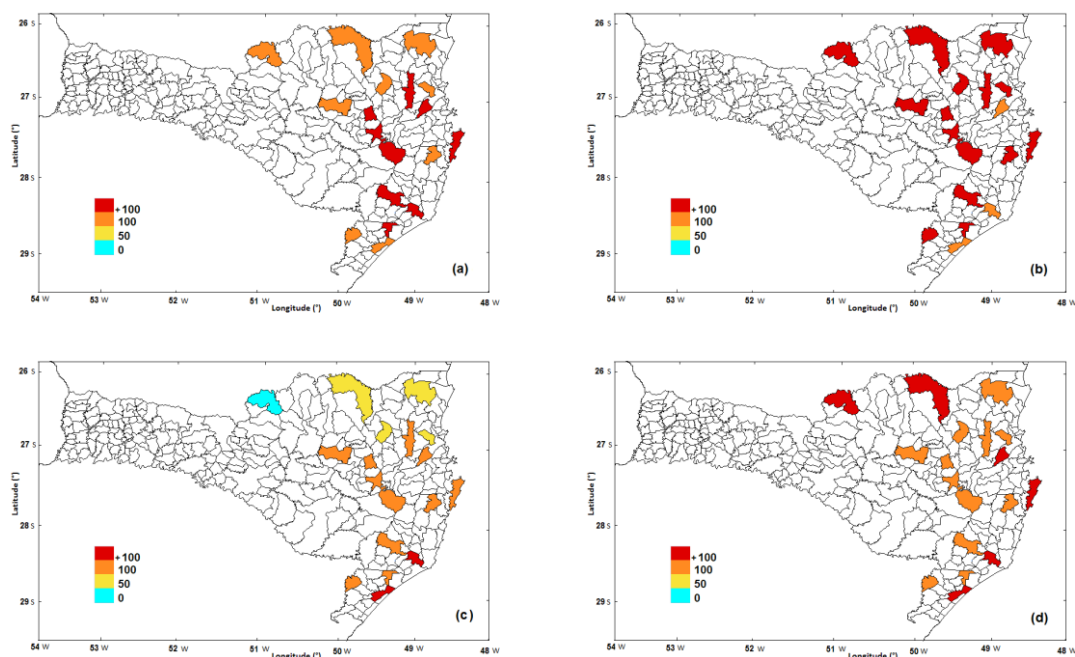 26 S
27 S
28 S
29 S
Latitude (°)
+100
100
50
0
(a)
54 W
53 W
52 W
51 W
50 W
49 W
48 W
Longitude (°)
26 S
27 S
28 S
29 S
Latitude (°)
+100
100
50
0
(b)
54 W
53 W
52 W
51 W
50 W
49 W
48 W
Longitude (°)
26 S
27 S
28 S
29 S
Latitude (°)
+100
100
50
0
(c)
54 W
53 W
52 W
51 W
50 W
49 W
48 W
Longitude (°)
26 S
27 S
28 S
29 S
Latitude (°)
+100
100
50
0
(d)
54 W
53 W
52 W
51 W
50 W
49 W
48 W
Longitude (°)